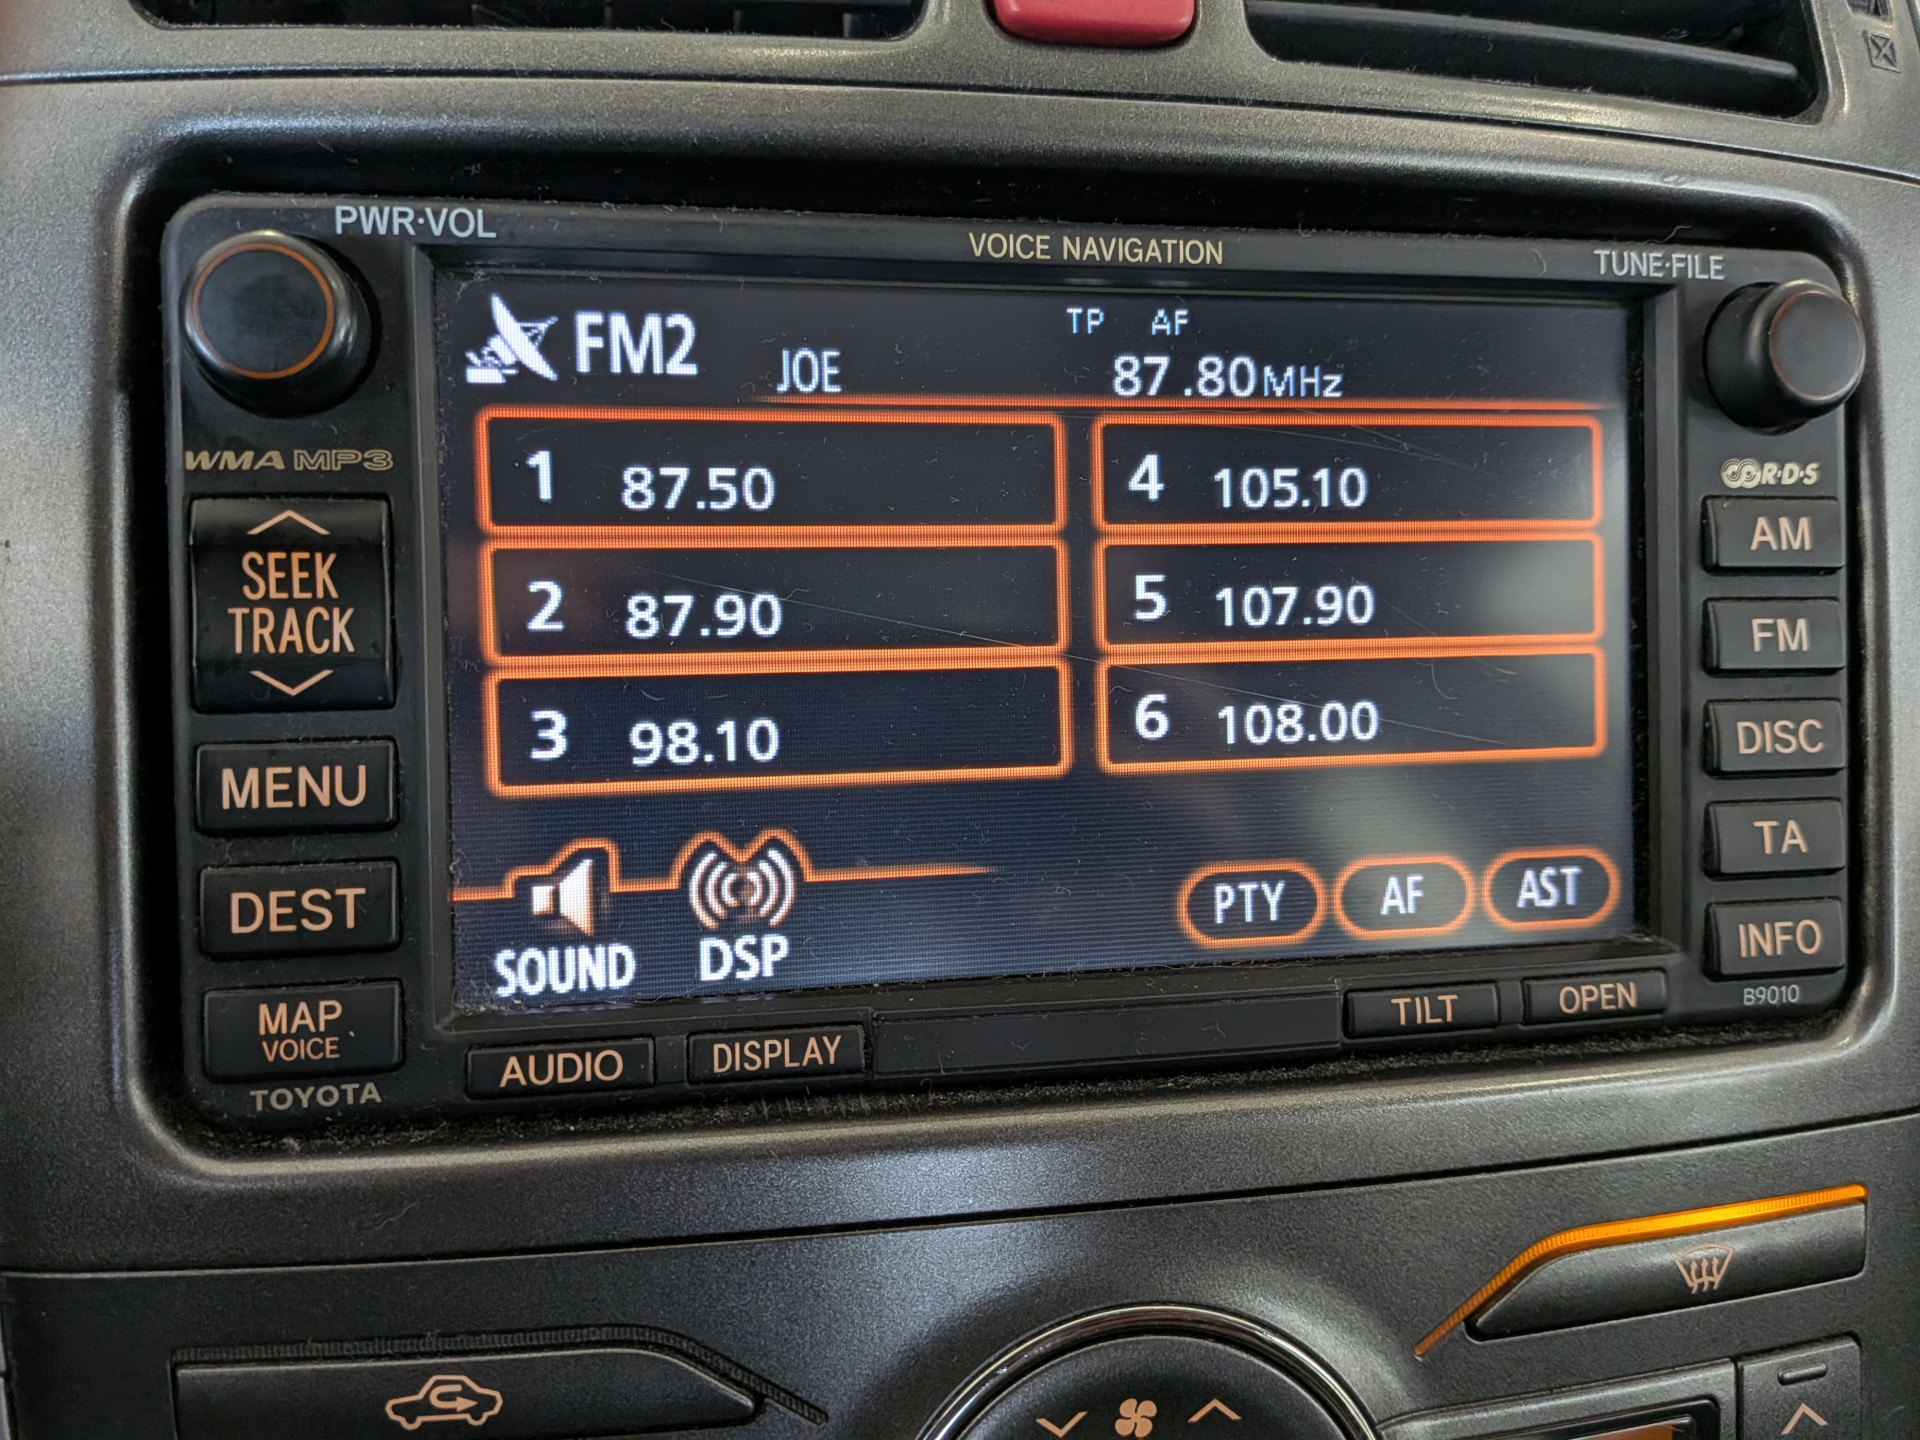 PWR·VOL
VOICE NAVIGATION
TUNE·FILE
FM2
JOE
TP AF
87.80MHz
WMA MP3
R·D·S
1 87.50
4 105.10
2 87.90
5 107.90
3 98.10
6 108.00
SEEK
TRACK
MENU
DEST
MAP
VOICE
TOYOTA
AM
FM
DISC
TA
INFO
B9010
SOUND
DSP
PTY
AF
AST
AUDIO
DISPLAY
TILT
OPEN